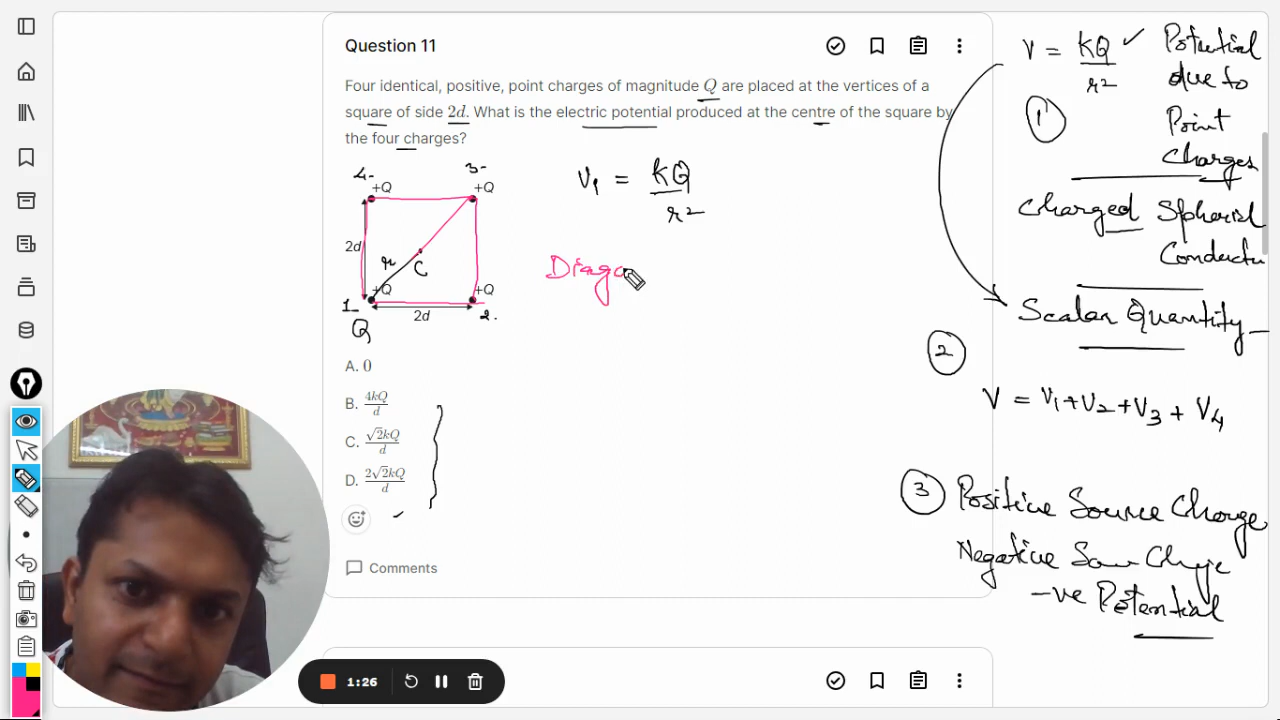 Question 11
Four identical, positive, point charges of magnitude Q are placed at the vertices of a
square of side 2d. What is the electric potential produced at the centre of the square by
the four charges?
4- 3-
+Q +Q
2d
r C
+Q +Q
1 2d 2.
Q
V₁ = kQ/r²
Diago
A. 0
B. 4kQ/d
C. √2kQ/d
D. 2√2kQ/d
Comments
V = kQ/r² ✓ Potential
due to
Point
Charges
1
Charged Spherical
Conductor
Scalar Quantity -
2
V = V₁+V₂+V₃+V₄
3 Positive Source Charge
Negative Charge
-ve Potential
1:26